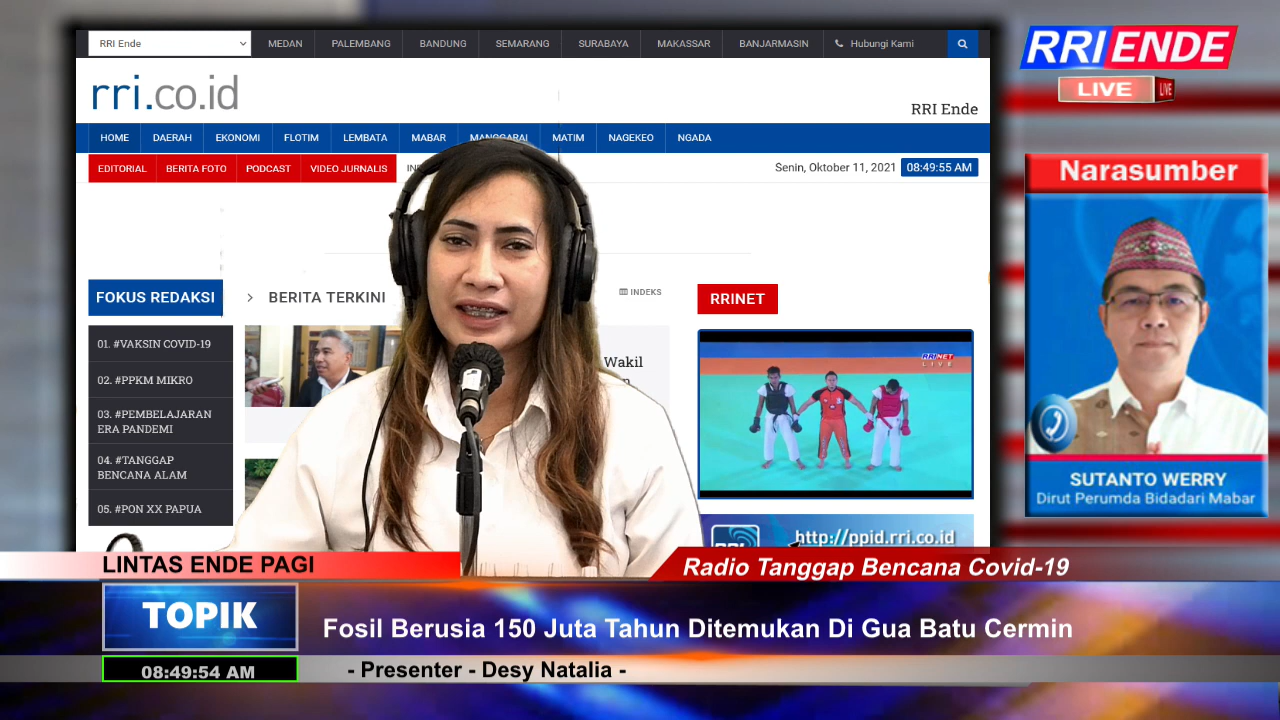 RRI Ende
MEDAN
PALEMBANG
BANDUNG
SEMARANG
SURABAYA
MAKASSAR
BANJARMASIN
Hubungi Kami
RRI ENDE
LIVE
LIVE
rri.co.id
RRI Ende
HOME
DAERAH
EKONOMI
FLOTIM
LEMBATA
MABAR
MANGGARAI
MATIM
NAGEKEO
NGADA
EDITORIAL
BERITA FOTO
PODCAST
VIDEO JURNALIS
Senin, Oktober 11, 2021
08:49:55 AM
Narasumber
FOKUS REDAKSI
BERITA TERKINI
INDEKS
RRINET
01. #VAKSIN COVID-19
02. #PPKM MIKRO
03. #PEMBELAJARAN
ERA PANDEMI
04. #TANGGAP
BENCANA ALAM
05. #PON XX PAPUA
Wakil
RRINET
LIVE
SUTANTO WERRY
Dirut Perumda Bidadari Mabar
http://ppid.rri.co.id
LINTAS ENDE PAGI
Radio Tanggap Bencana Covid-19
TOPIK
Fosil Berusia 150 Juta Tahun Ditemukan Di Gua Batu Cermin
08:49:54 AM
- Presenter - Desy Natalia -